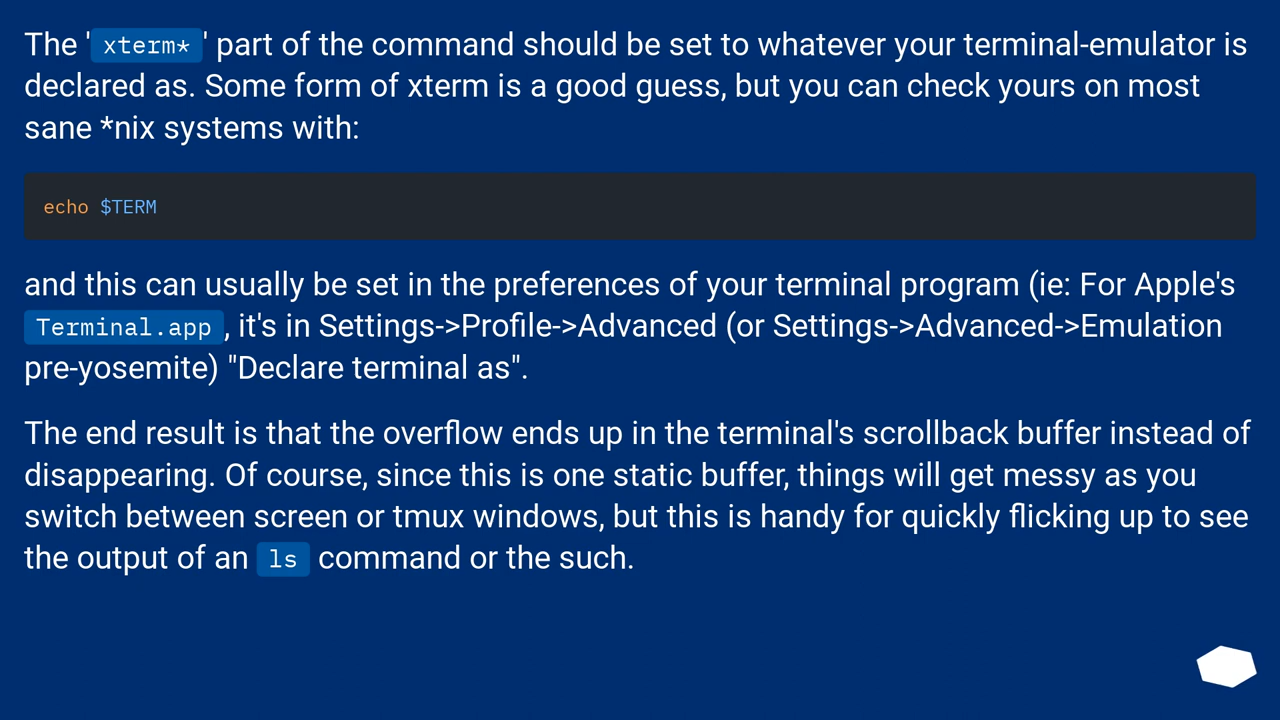 The 'xterm*' part of the command should be set to whatever your terminal-emulator is
declared as. Some form of xterm is a good guess, but you can check yours on most
sane *nix systems with:
echo $TERM
and this can usually be set in the preferences of your terminal program (ie: For Apple's
Terminal.app, it's in Settings->Profile->Advanced (or Settings->Advanced->Emulation
pre-yosemite) "Declare terminal as".
The end result is that the overflow ends up in the terminal's scrollback buffer instead of
disappearing. Of course, since this is one static buffer, things will get messy as you
switch between screen or tmux windows, but this is handy for quickly flicking up to see
the output of an ls command or the such.